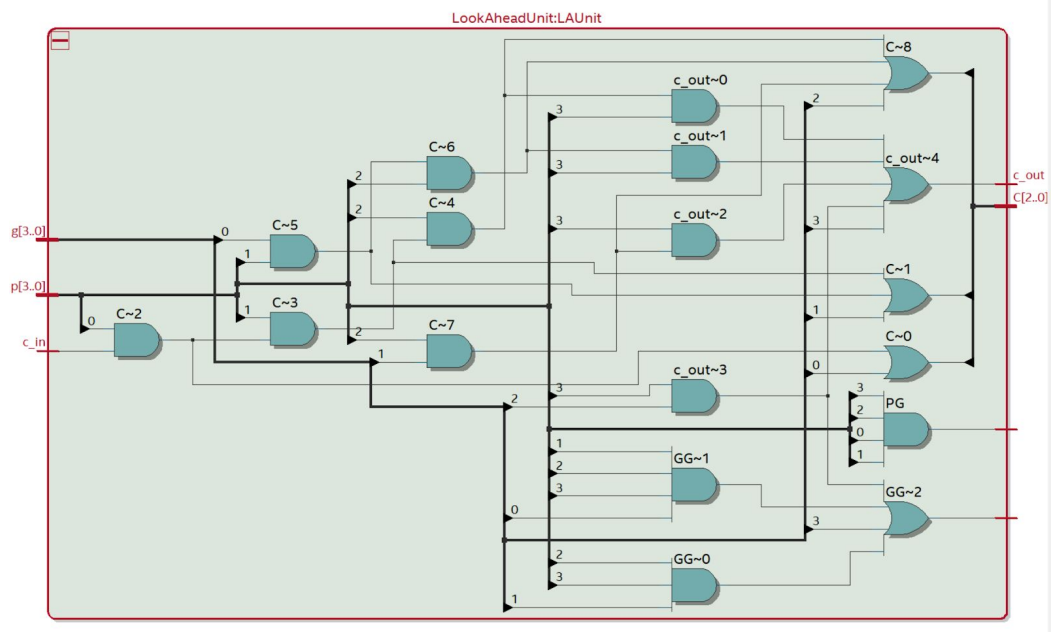 LookAheadUnit:LAUnit
C~8
c_out~0
2
3
C~6
c_out~1
c_out~4
2
3
c_out
C~4
2
C[2..0]
c_out~2
g[3..0]
0
C~5
3
3
1
C~1
p[3..0]
C~3
1
1
0
C~2
C~7
2
C~0
c_in
1
0
c_out~3
3
3
2
PG
2
0
1
1
GG~1
2
3
GG~2
0
3
2
GG~0
3
1